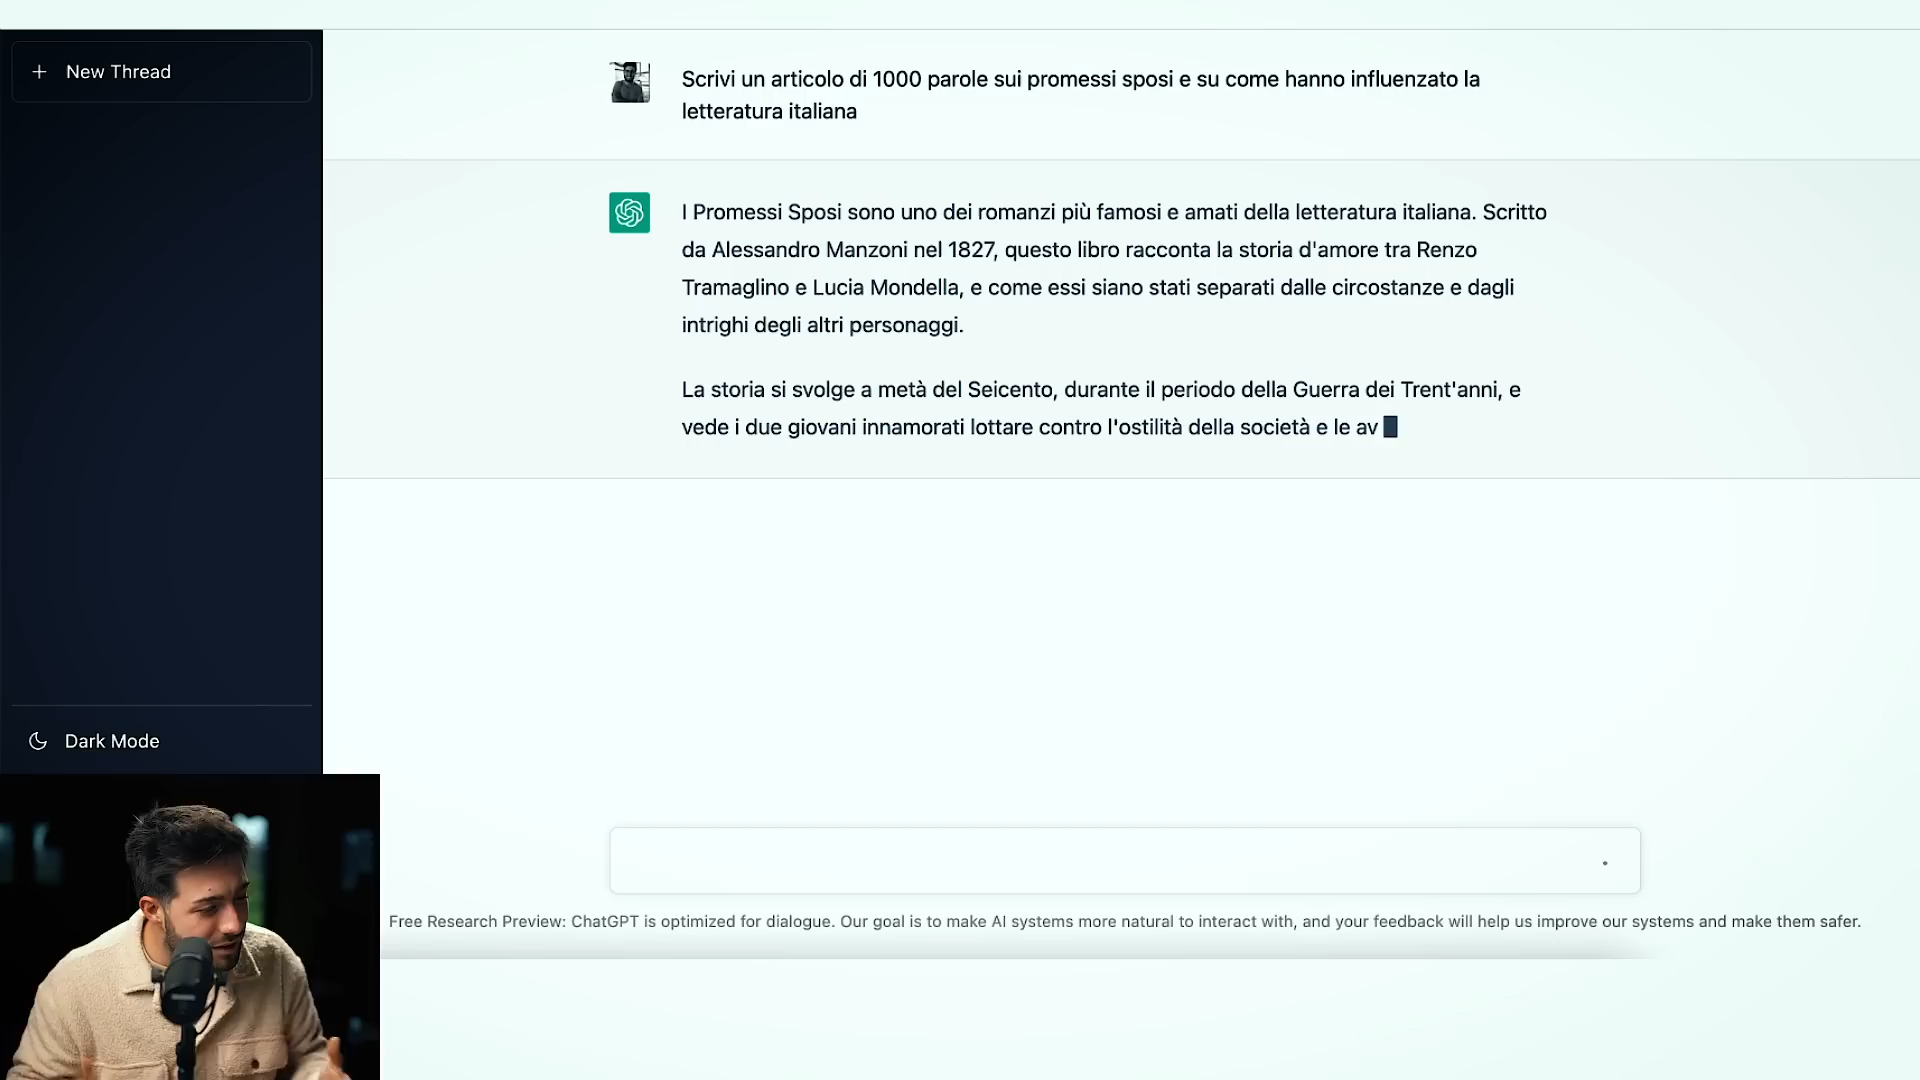 New Thread
Scrivi un articolo di 1000 parole sui promessi sposi e su come hanno influenzato la
letteratura italiana
I Promessi Sposi sono uno dei romanzi più famosi e amati della letteratura italiana. Scritto
da Alessandro Manzoni nel 1827, questo libro racconta la storia d'amore tra Renzo
Tramaglino e Lucia Mondella, e come essi siano stati separati dalle circostanze e dagli
intrighi degli altri personaggi.
La storia si svolge a metà del Seicento, durante il periodo della Guerra dei Trent'anni, e
vede i due giovani innamorati lottare contro l'ostilità della società e le av
Dark Mode
Free Research Preview: ChatGPT is optimized for dialogue. Our goal is to make AI systems more natural to interact with, and your feedback will help us improve our systems and make them safer.